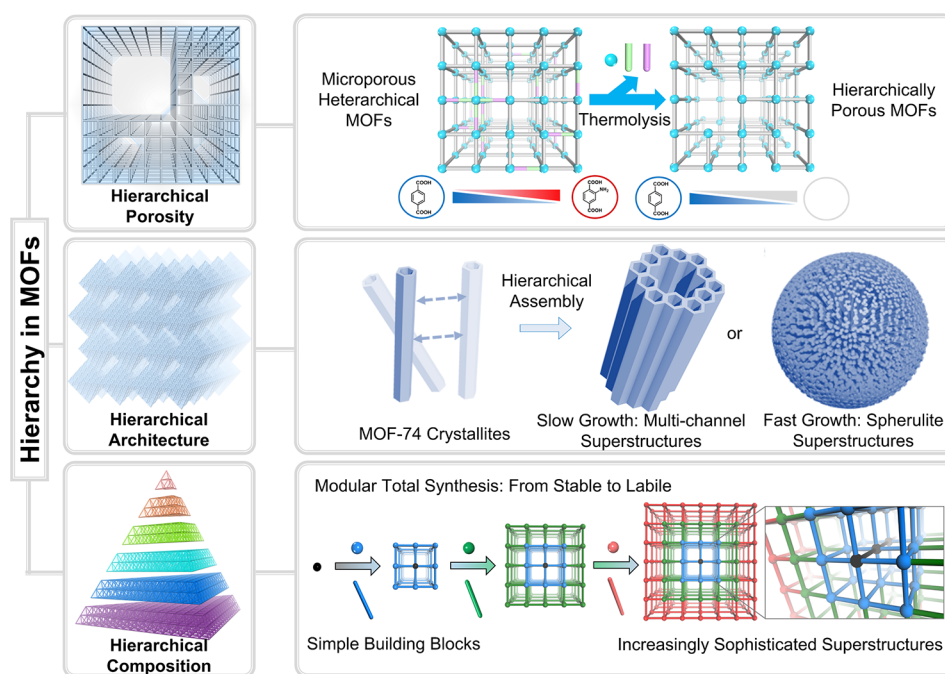 Hierarchy in MOFs
Hierarchical
Porosity
Microporous
Heterarchical
MOFs
Thermolysis
Hierarchically
Porous MOFs
COOH
COOH
COOH
NH₂
COOH
COOH
COOH
Hierarchical
Architecture
MOF-74 Crystallites
Hierarchical
Assembly
Slow Growth: Multi-channel
Superstructures
or
Fast Growth: Spherulite
Superstructures
Hierarchical
Composition
Modular Total Synthesis: From Stable to Labile
Simple Building Blocks
Increasingly Sophisticated Superstructures